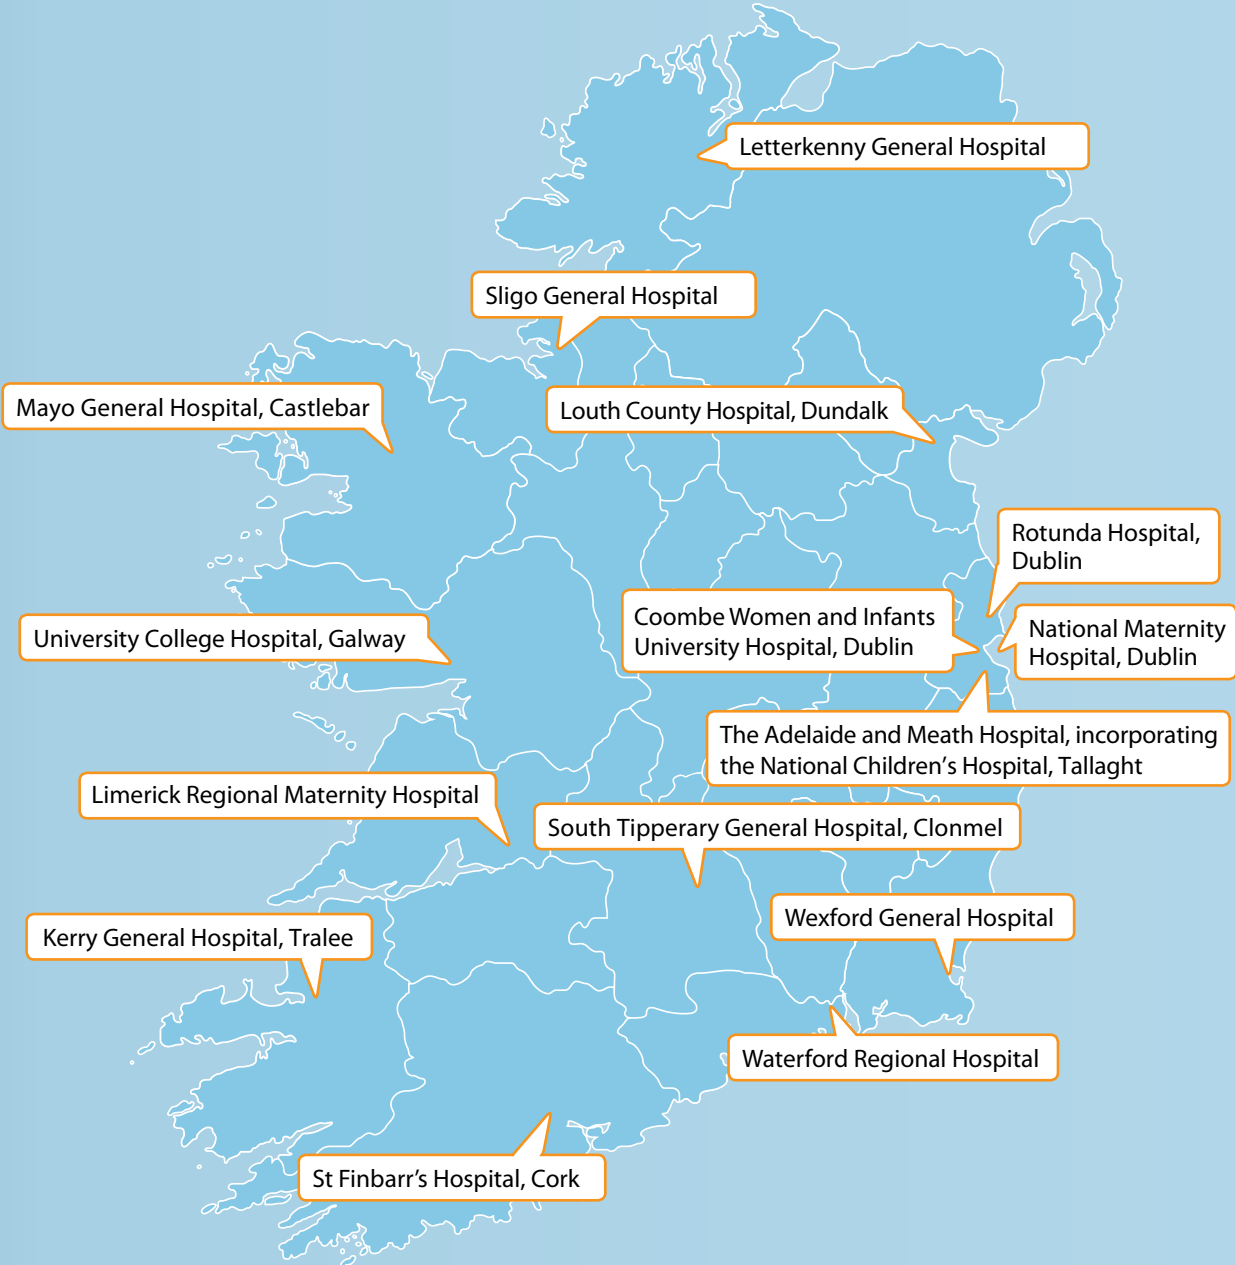 Letterkenny General Hospital
Sligo General Hospital
Mayo General Hospital, Castlebar
Louth County Hospital, Dundalk
Rotunda Hospital,
Dublin
Coombe Women and Infants
University Hospital, Dublin
National Maternity
Hospital, Dublin
University College Hospital, Galway
The Adelaide and Meath Hospital, incorporating
the National Children's Hospital, Tallaght
Limerick Regional Maternity Hospital
South Tipperary General Hospital, Clonmel
Wexford General Hospital
Kerry General Hospital, Tralee
Waterford Regional Hospital
St Finbarr's Hospital, Cork